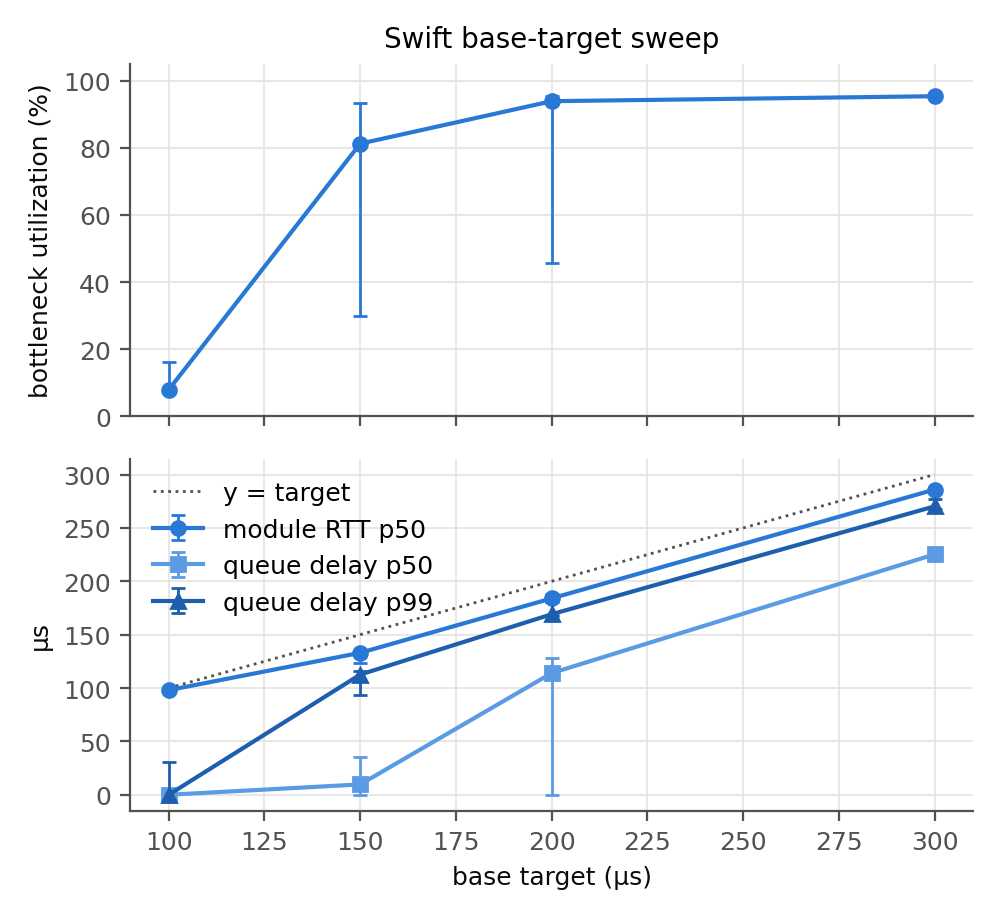 Swift base-target sweep
bottleneck utilization (%)
100
80
60
40
20
0
µs
300
250
200
150
100
50
0
y = target
module RTT p50
queue delay p50
queue delay p99
100 125 150 175 200 225 250 275 300
base target (µs)